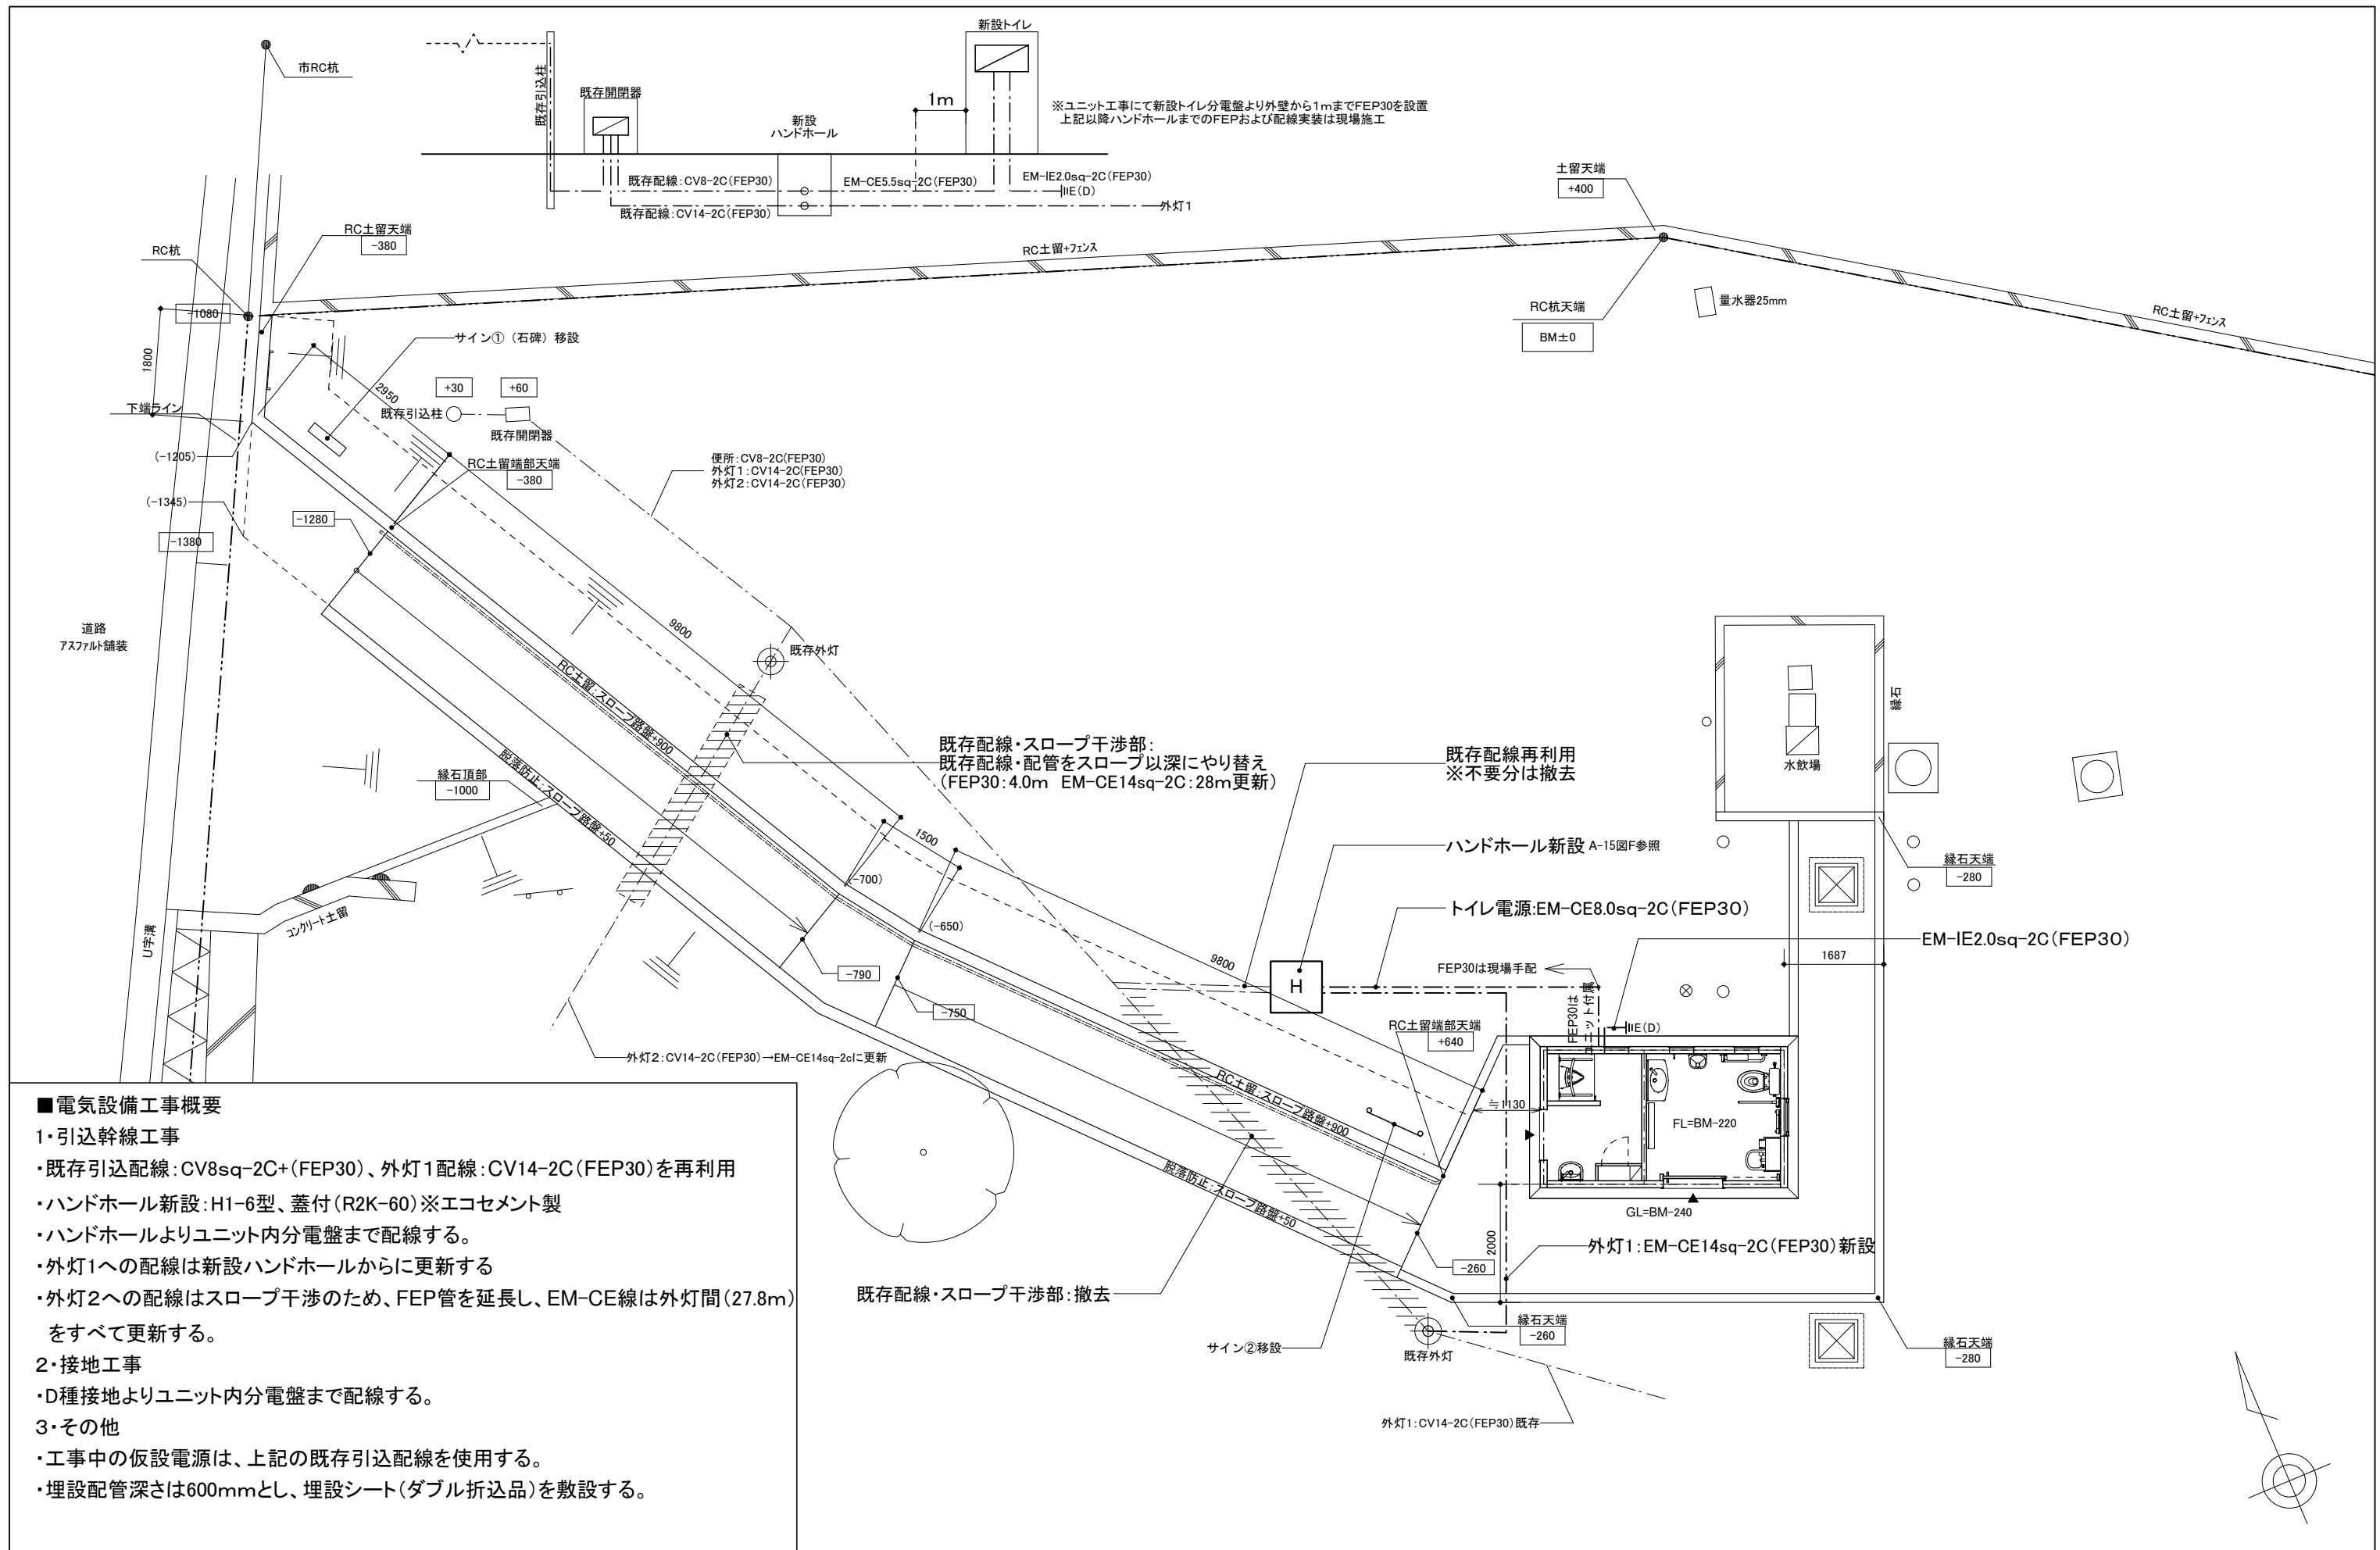 新設トイレ
市RC杭
既存引込柱
既存開閉器
1m
新設
ハンドホール
※ユニット工事にて新設トイレ分電盤より外壁から1mまでFEP30を設置
上記以降ハンドホールまでのFEPおよび配線実装は現場施工
既存配線:CV8-2C(FEP30)
EM-CE5.5sq-2C(FEP30)
EM-IE2.0sq-2C(FEP30)
E(D)
既存配線:CV14-2C(FEP30)
外灯1
土留天端
+400
RC土留天端
-380
RC杭
RC土留+フェンス
-1080
1800
RC杭天端
BM±0
量水器25mm
RC土留+フェンス
サイン①(石碑)移設
2950
+30
+60
下端ライン
既存引込柱
既存開閉器
(-1205)
RC土留端部天端
-380
便所:CV8-2C(FEP30)
外灯1:CV14-2C(FEP30)
外灯2:CV14-2C(FEP30)
(-1345)
-1280
-1380
道路
アスファルト舗装
9800
既存外灯
RC土留:スロープ路盤+900
脱落防止:スロープ路盤+50
縁石頂部
-1000
既存配線・スロープ干渉部:
既存配線・配管をスロープ以深にやり替え
(FEP30:4.0m EM-CE14sq-2C:28m更新)
既存配線再利用
※不要分は撤去
縁石
水飲場
1500
ハンドホール新設 A-15図F参照
(-700)
縁石天端
-280
トイレ電源:EM-CE8.0sq-2C(FEP30)
コンクリート土留
U字溝
(-650)
EM-IE2.0sq-2C(FEP30)
9800
-790
FEP30は現場手配
1687
H
-750
FEP30は
ユニット付属
E(D)
RC土留端部天端
+640
外灯2:CV14-2C(FEP30)→EM-CE14sq-2cに更新
RC土留:スロープ路盤+900
≒1130
FL=BM-220
脱落防止:スロープ路盤+50
GL=BM-240
2000
外灯1:EM-CE14sq-2C(FEP30)新設
-260
既存配線・スロープ干渉部:撤去
縁石天端
-260
サイン②移設
既存外灯
縁石天端
-280
外灯1:CV14-2C(FEP30)既存
■電気設備工事概要
1・引込幹線工事
・既存引込配線:CV8sq-2C+(FEP30)、外灯1配線:CV14-2C(FEP30)を再利用
・ハンドホール新設:H1-6型、蓋付(R2K-60)※エコセメント製
・ハンドホールよりユニット内分電盤まで配線する。
・外灯1への配線は新設ハンドホールからに更新する
・外灯2への配線はスロープ干渉のため、FEP管を延長し、EM-CE線は外灯間(27.8m)
をすべて更新する。
2・接地工事
・D種接地よりユニット内分電盤まで配線する。
3・その他
・工事中の仮設電源は、上記の既存引込配線を使用する。
・埋設配管深さは600mmとし、埋設シート(ダブル折込品)を敷設する。